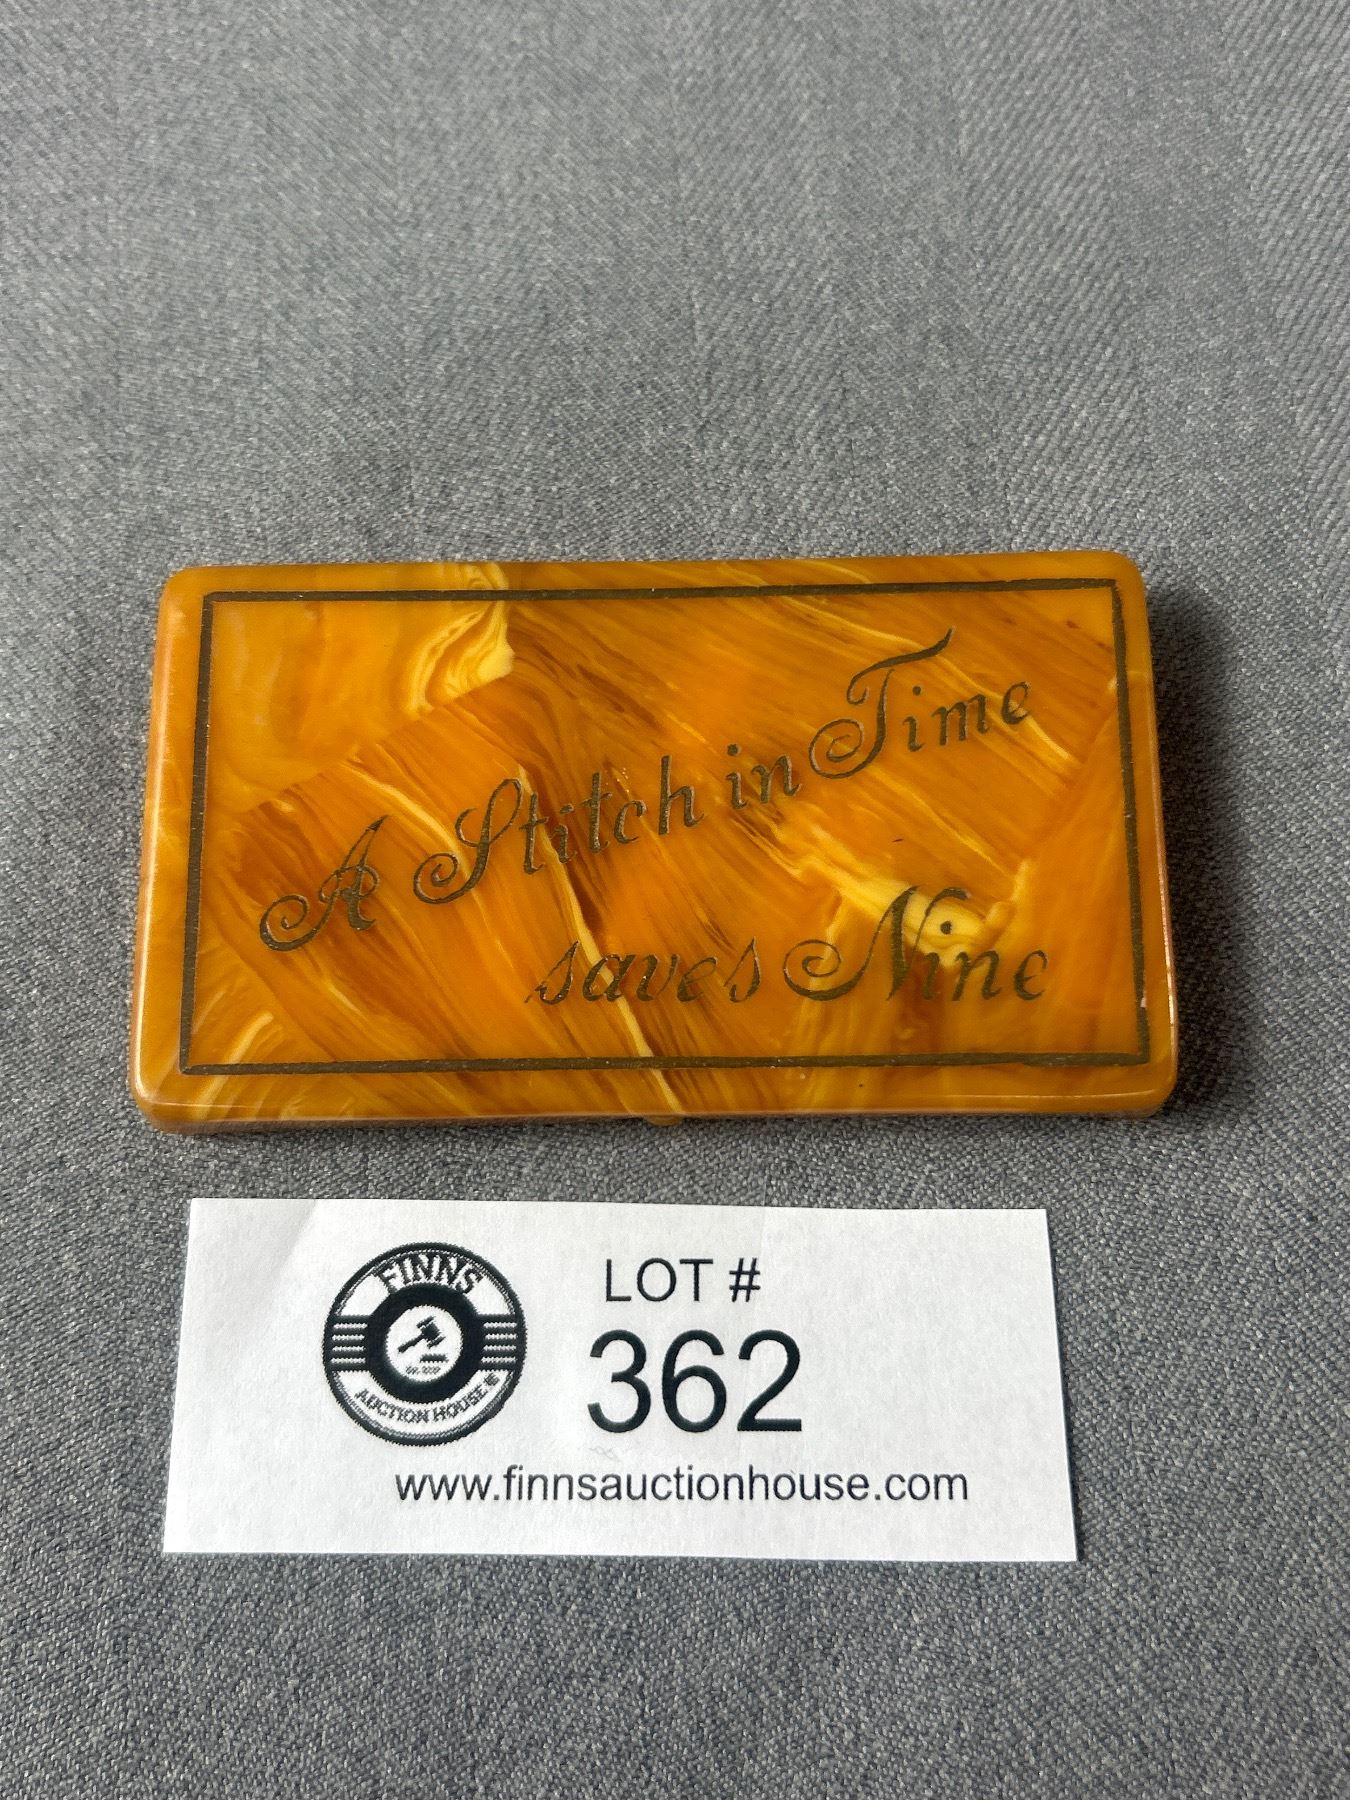 A Stitch in Time
saves Nine
FINNS
AUCTION HOUSE
LOT #
362
www.finnsauctionhouse.com